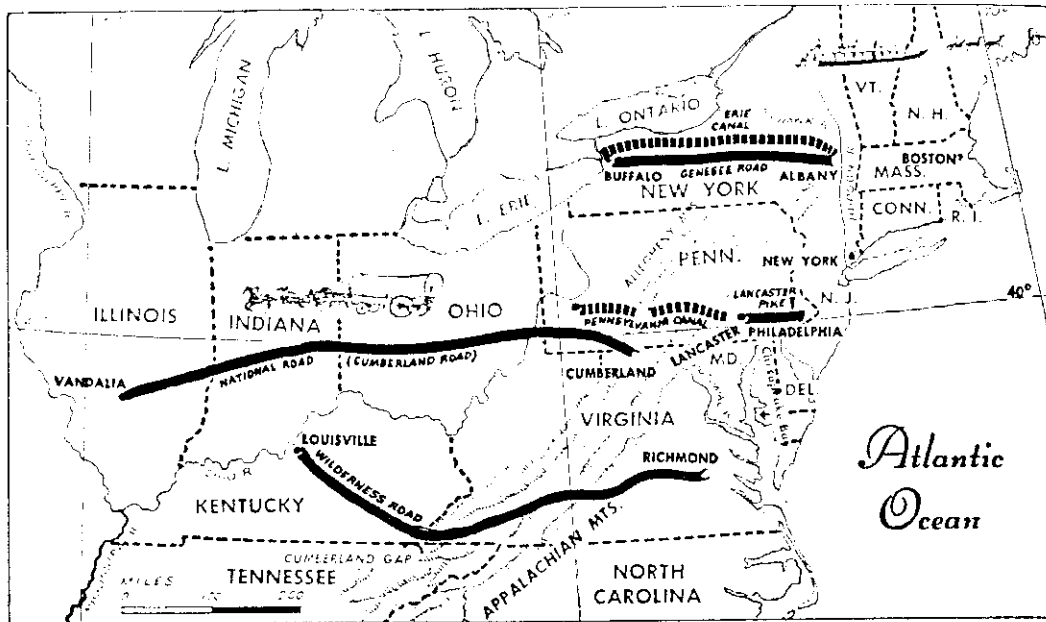 L. MICHIGAN
L. HURON
L. ONTARIO
ERIE
CANAL
VT.
N. H.
BUFFALO
GENESEE ROAD
ALBANY
BOSTON
MASS.
NEW YORK
CONN.
R. I.
L. ERIE
ALLEGHENY
PENN.
NEW YORK
ILLINOIS
INDIANA
OHIO
LANCASTER
PIKE
N. J.
40°
PENNSYLVANIA CANAL
LANCASTER
PHILADELPHIA
VANDALIA
NATIONAL ROAD
(CUMBERLAND ROAD)
CUMBERLAND
MD.
DEL.
VIRGINIA
LOUISVILLE
RICHMOND
Atlantic
Ocean
WILDERNESS ROAD
KENTUCKY
APPALACHIAN MTS.
CUMBERLAND GAP
MILES
TENNESSEE
NORTH
CAROLINA
0